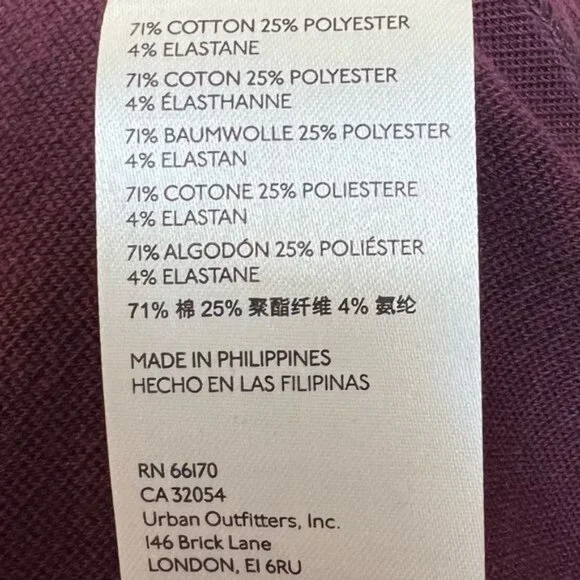 71% COTTON 25% POLYESTER
4% ELASTANE
71% COTON 25% POLYESTER
4% ÉLASTHANNE
71% BAUMWOLLE 25% POLYESTER
4% ELASTAN
71% COTONE 25% POLIESTERE
4% ELASTAN
71% ALGODÓN 25% POLIÉSTER
4% ELASTANE
71% 棉 25% 聚酯纤维 4% 氨纶
MADE IN PHILIPPINES
HECHO EN LAS FILIPINAS
RN 66170
CA 32054
Urban Outfitters, Inc.
146 Brick Lane
LONDON, E1 6RU